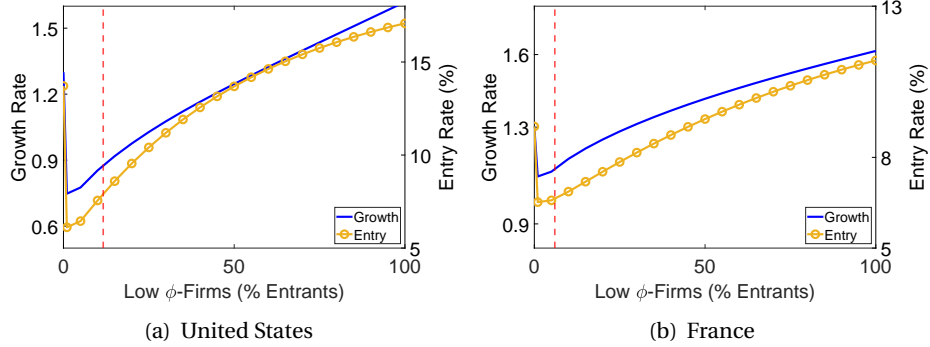 1.5
1.2
0.9
0.6
Growth Rate
15
10
5
Entry Rate (%)
Growth
Entry
0
50
100
Low ϕ-Firms (% Entrants)
(a) United States
1.6
1.3
0.9
Growth Rate
13
8
5
Entry Rate (%)
Growth
Entry
0
50
100
Low ϕ-Firms (% Entrants)
(b) France